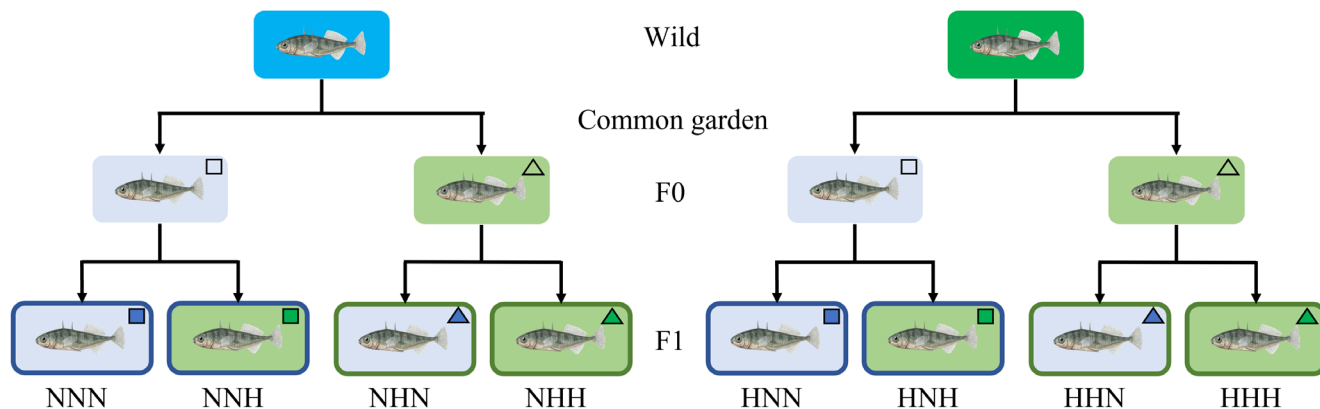 Wild
Common garden
F0
F1
NNN NNH NHN NHH HNN HNH HHN HHH